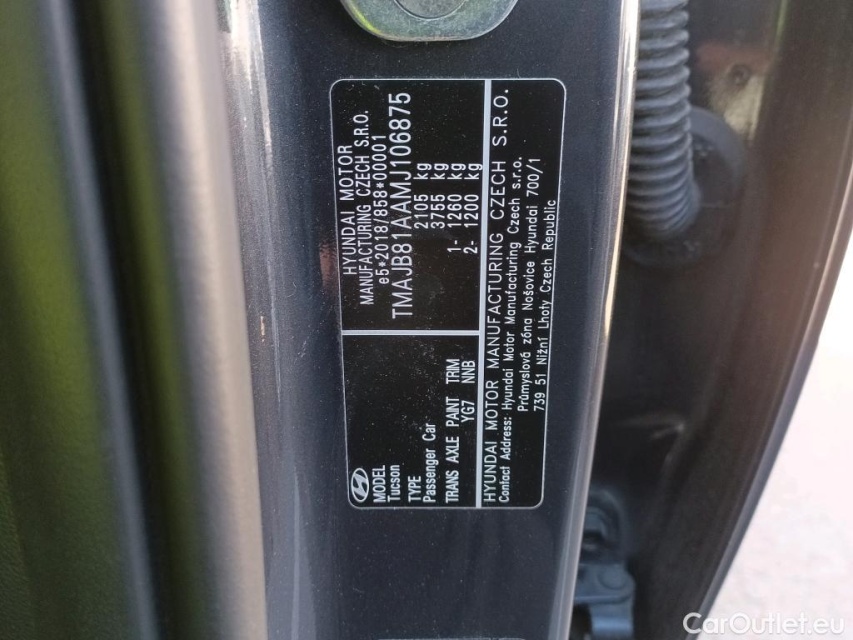 HYUNDAI MOTOR
MANUFACTURING CZECH S.R.O.
e5*2018/858*00001
TMAJB81AAMJ106875
2105 kg
3755 kg
1- 1260 kg
2- 1200 kg
MODEL
Tucson
TYPE
Passenger Car
TRANS AXLE PAINT TRIM
YG7 NNB
HYUNDAI MOTOR MANUFACTURING CZECH S.R.O.
Contact Address: Hyundai Motor Manufacturing Czech s.r.o.
Průmyslová zóna Nošovice Hyundai 700/1
739 51 Nižní Lhoty Czech Republic
CarOutlet.eu